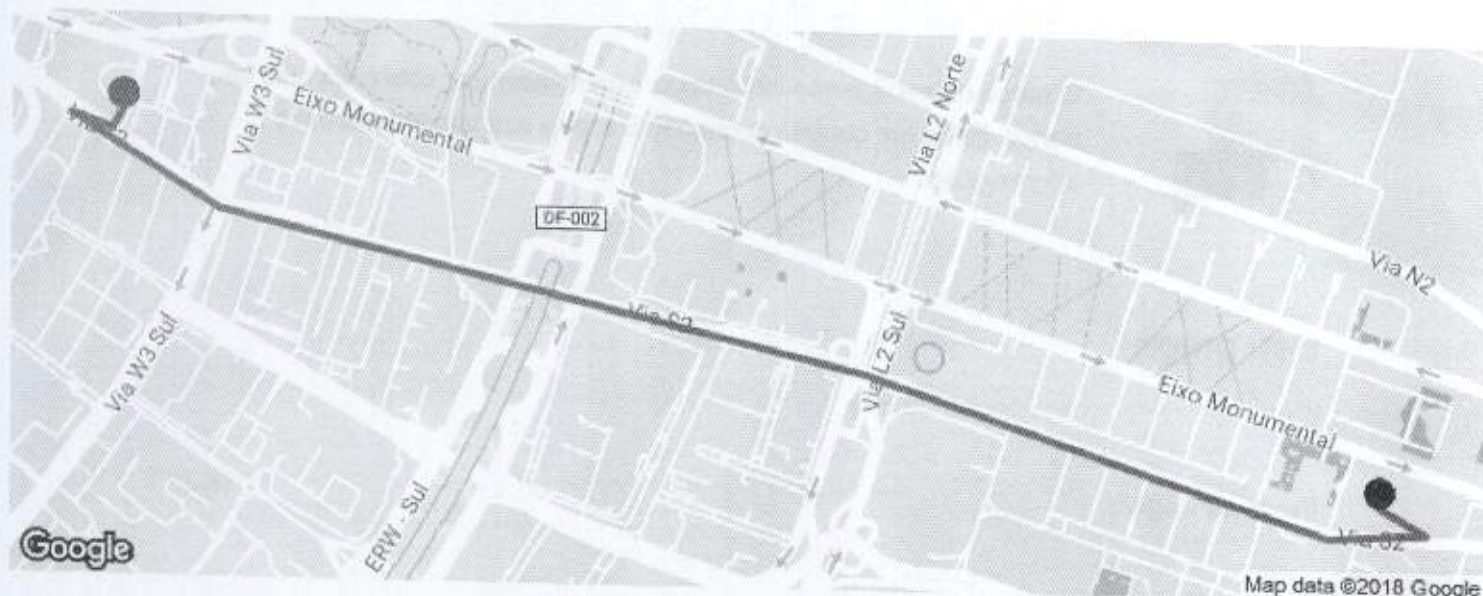 Via W3 Sul
Eixo Monumental
Via L2 Norte
DF-002
Via N2
Via S2
Via L2 Sul
Via W3 Sul
Eixo Monumental
ERW - Sul
Via S2
Google
Map data ©2018 Google